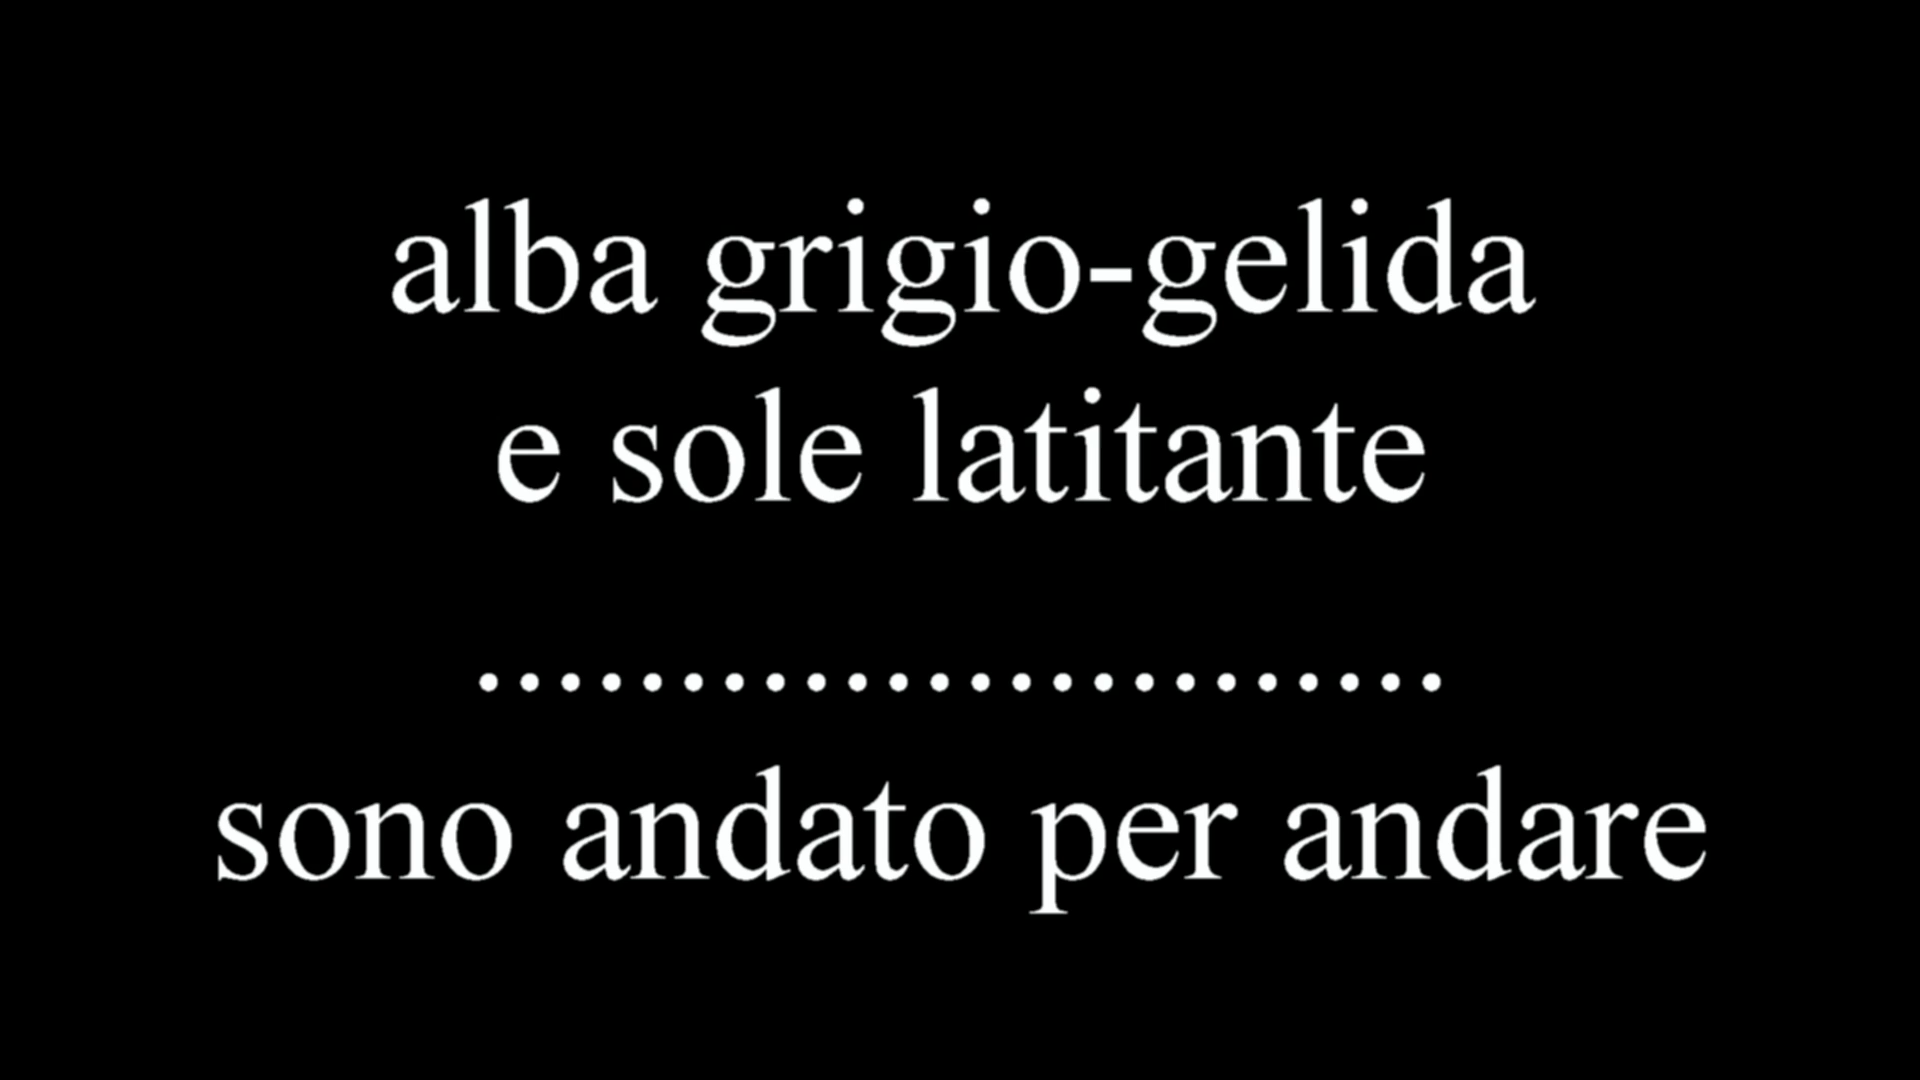 alba grigio-gelida
e sole latitante
........................
sono andato per andare